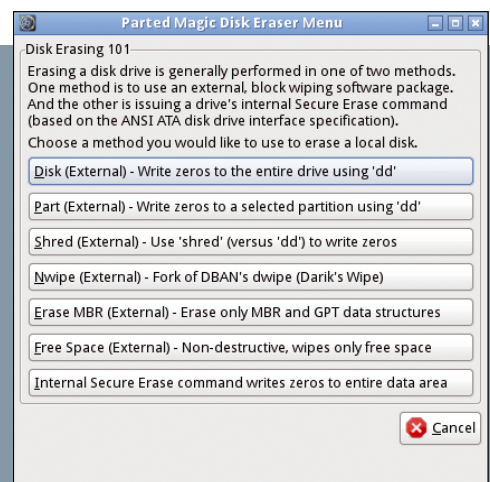 Parted Magic Disk Eraser Menu
Disk Erasing 101
Erasing a disk drive is generally performed in one of two methods.
One method is to use an external, block wiping software package.
And the other is issuing a drive's internal Secure Erase command
(based on the ANSI ATA disk drive interface specification).
Choose a method you would like to use to erase a local disk.
Disk (External) - Write zeros to the entire drive using 'dd'
Part (External) - Write zeros to a selected partition using 'dd'
Shred (External) - Use 'shred' (versus 'dd') to write zeros
Nwipe (External) - Fork of DBAN's dwipe (Darik's Wipe)
Erase MBR (External) - Erase only MBR and GPT data structures
Free Space (External) - Non-destructive, wipes only free space
Internal Secure Erase command writes zeros to entire data area
Cancel